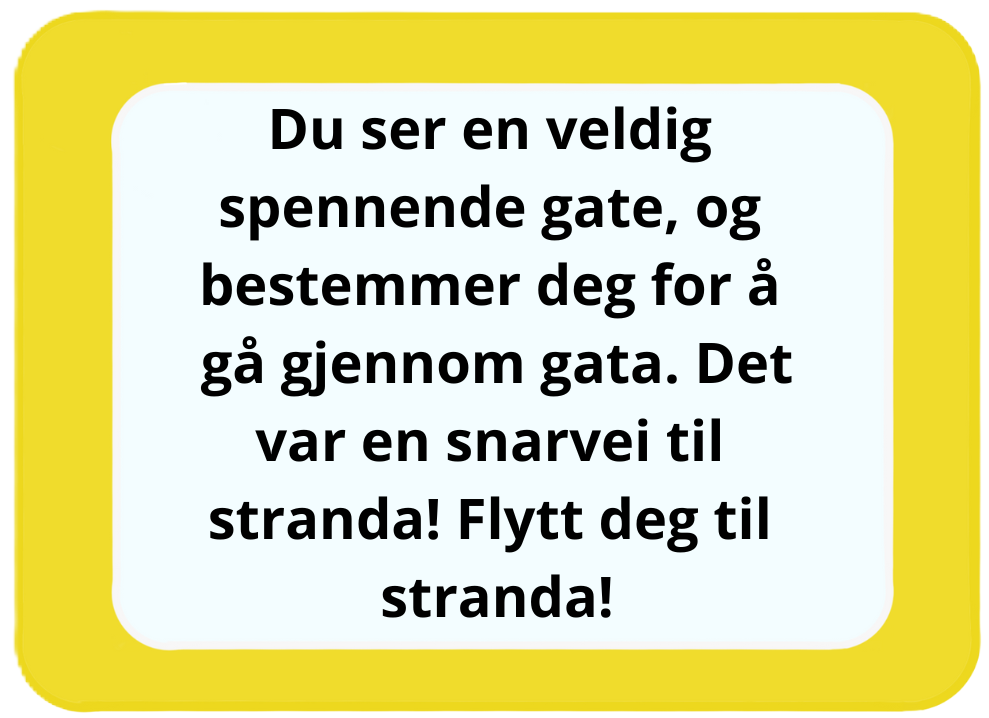 Du ser en veldig
spennende gate, og
bestemmer deg for å
gå gjennom gata. Det
var en snarvei til
stranda! Flytt deg til
stranda!